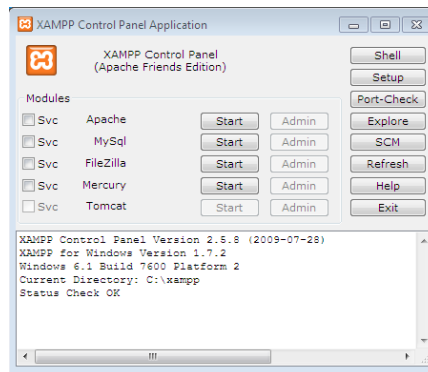 XAMPP Control Panel Application
XAMPP Control Panel
(Apache Friends Edition)
Shell
Setup
Modules
Port-Check
Svc Apache Start Admin Explore
Svc MySql Start Admin SCM
Svc FileZilla Start Admin Refresh
Svc Mercury Start Admin Help
Svc Tomcat Start Admin Exit
XAMPP Control Panel Version 2.5.8 (2009-07-28)
XAMPP for Windows Version 1.7.2
Windows 6.1 Build 7600 Platform 2
Current Directory: C:\xampp
Status Check OK